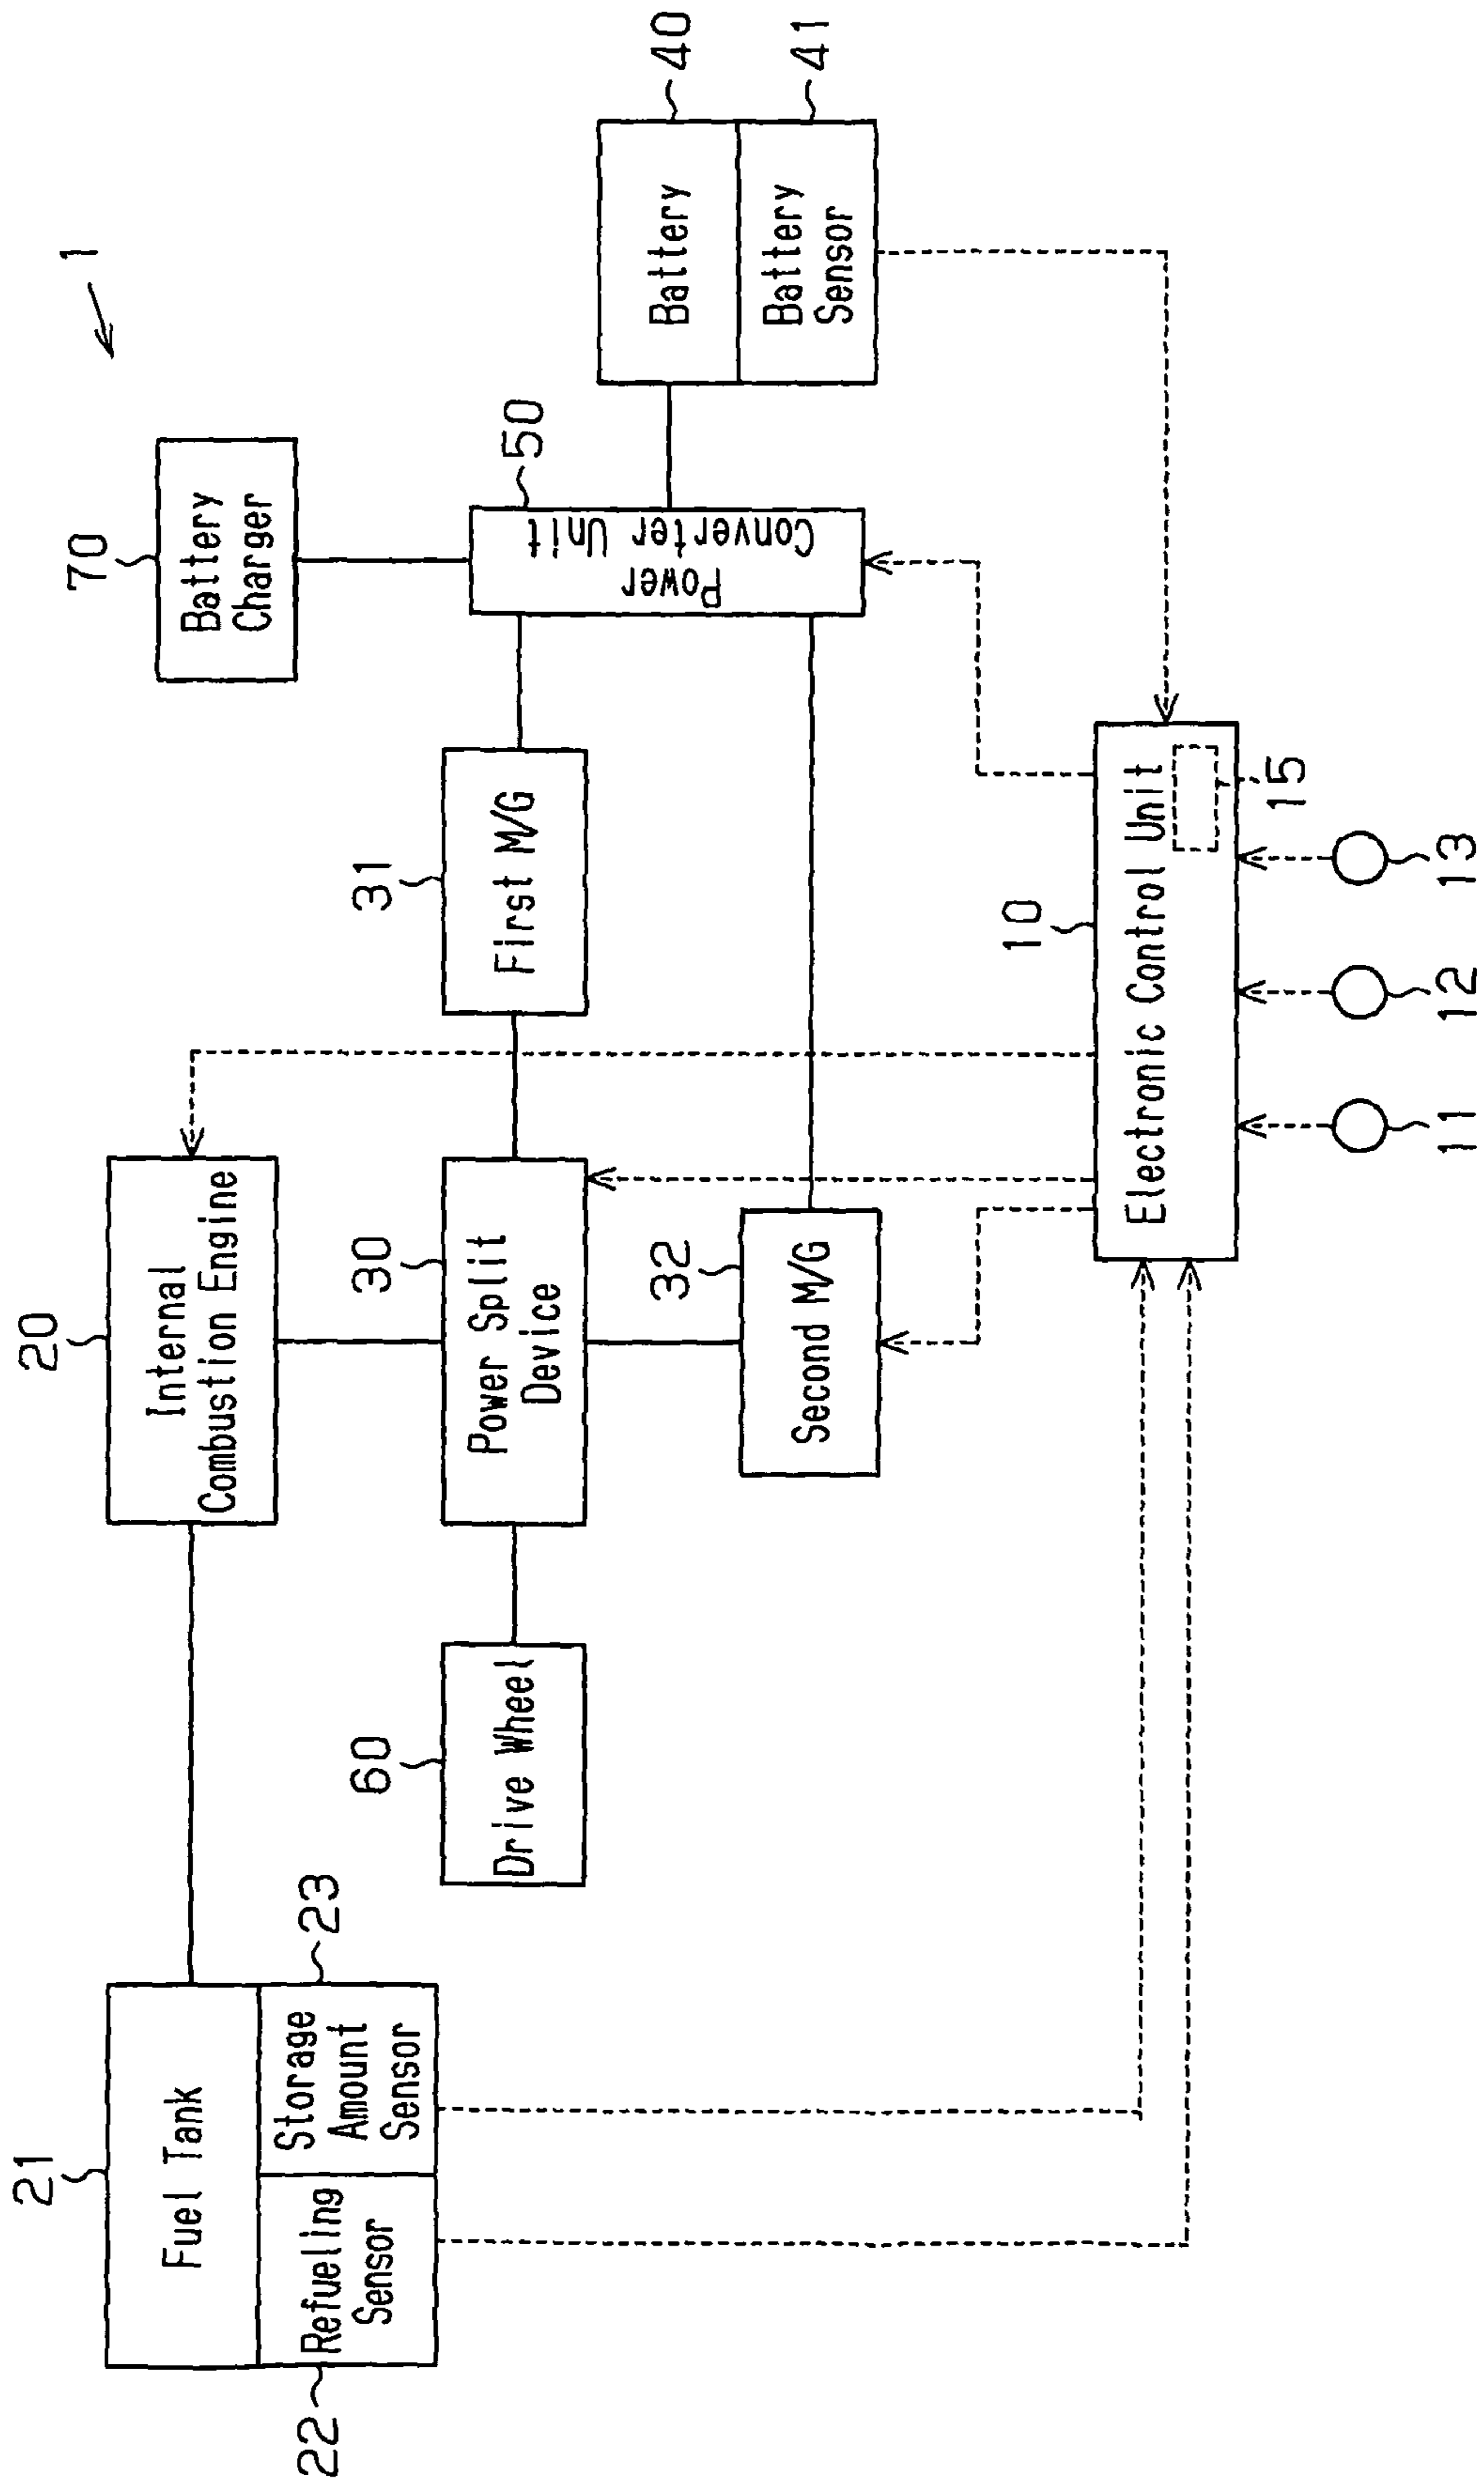 1
21
Fuel Tank
22
Refueling
Sensor
Storage
Amount
Sensor
23
20
Internal
Combustion Engine
70
Battery
Charger
60
Drive Wheel
30
Power Split
Device
31
First M/G
50
Power
Converter Unit
Battery
40
Battery
Sensor
41
32
Second M/G
10
Electronic Control Unit
15
11
12
13